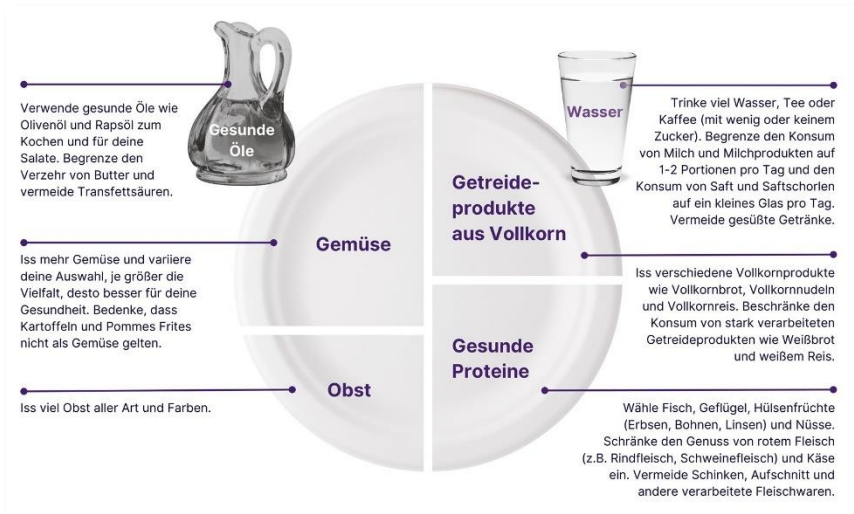 Gesunde
Öle
Verwende gesunde Öle wie
Olivenöl und Rapsöl zum
Kochen und für deine
Salate. Begrenze den
Verzehr von Butter und
vermeide Transfettsäuren.
Wasser
Trinke viel Wasser, Tee oder
Kaffee (mit wenig oder keinem
Zucker). Begrenze den Konsum
von Milch und Milchprodukten auf
1-2 Portionen pro Tag und den
Konsum von Saft und Saftschorlen
auf ein kleines Glas pro Tag.
Vermeide gesüßte Getränke.
Gemüse
Iss mehr Gemüse und variiere
deine Auswahl, je größer die
Vielfalt, desto besser für deine
Gesundheit. Bedenke, dass
Kartoffeln und Pommes Frites
nicht als Gemüse gelten.
Getreide-
produkte
aus Vollkorn
Iss verschiedene Vollkornprodukte
wie Vollkornbrot, Vollkornnudeln
und Vollkornreis. Beschränke den
Konsum von stark verarbeiteten
Getreideprodukten wie Weißbrot
und weißem Reis.
Obst
Iss viel Obst aller Art und Farben.
Gesunde
Proteine
Wähle Fisch, Geflügel, Hülsenfrüchte
(Erbsen, Bohnen, Linsen) und Nüsse.
Schränke den Genuss von rotem Fleisch
(z.B. Rindfleisch, Schweinefleisch) und Käse
ein. Vermeide Schinken, Aufschnitt und
andere verarbeitete Fleischwaren.